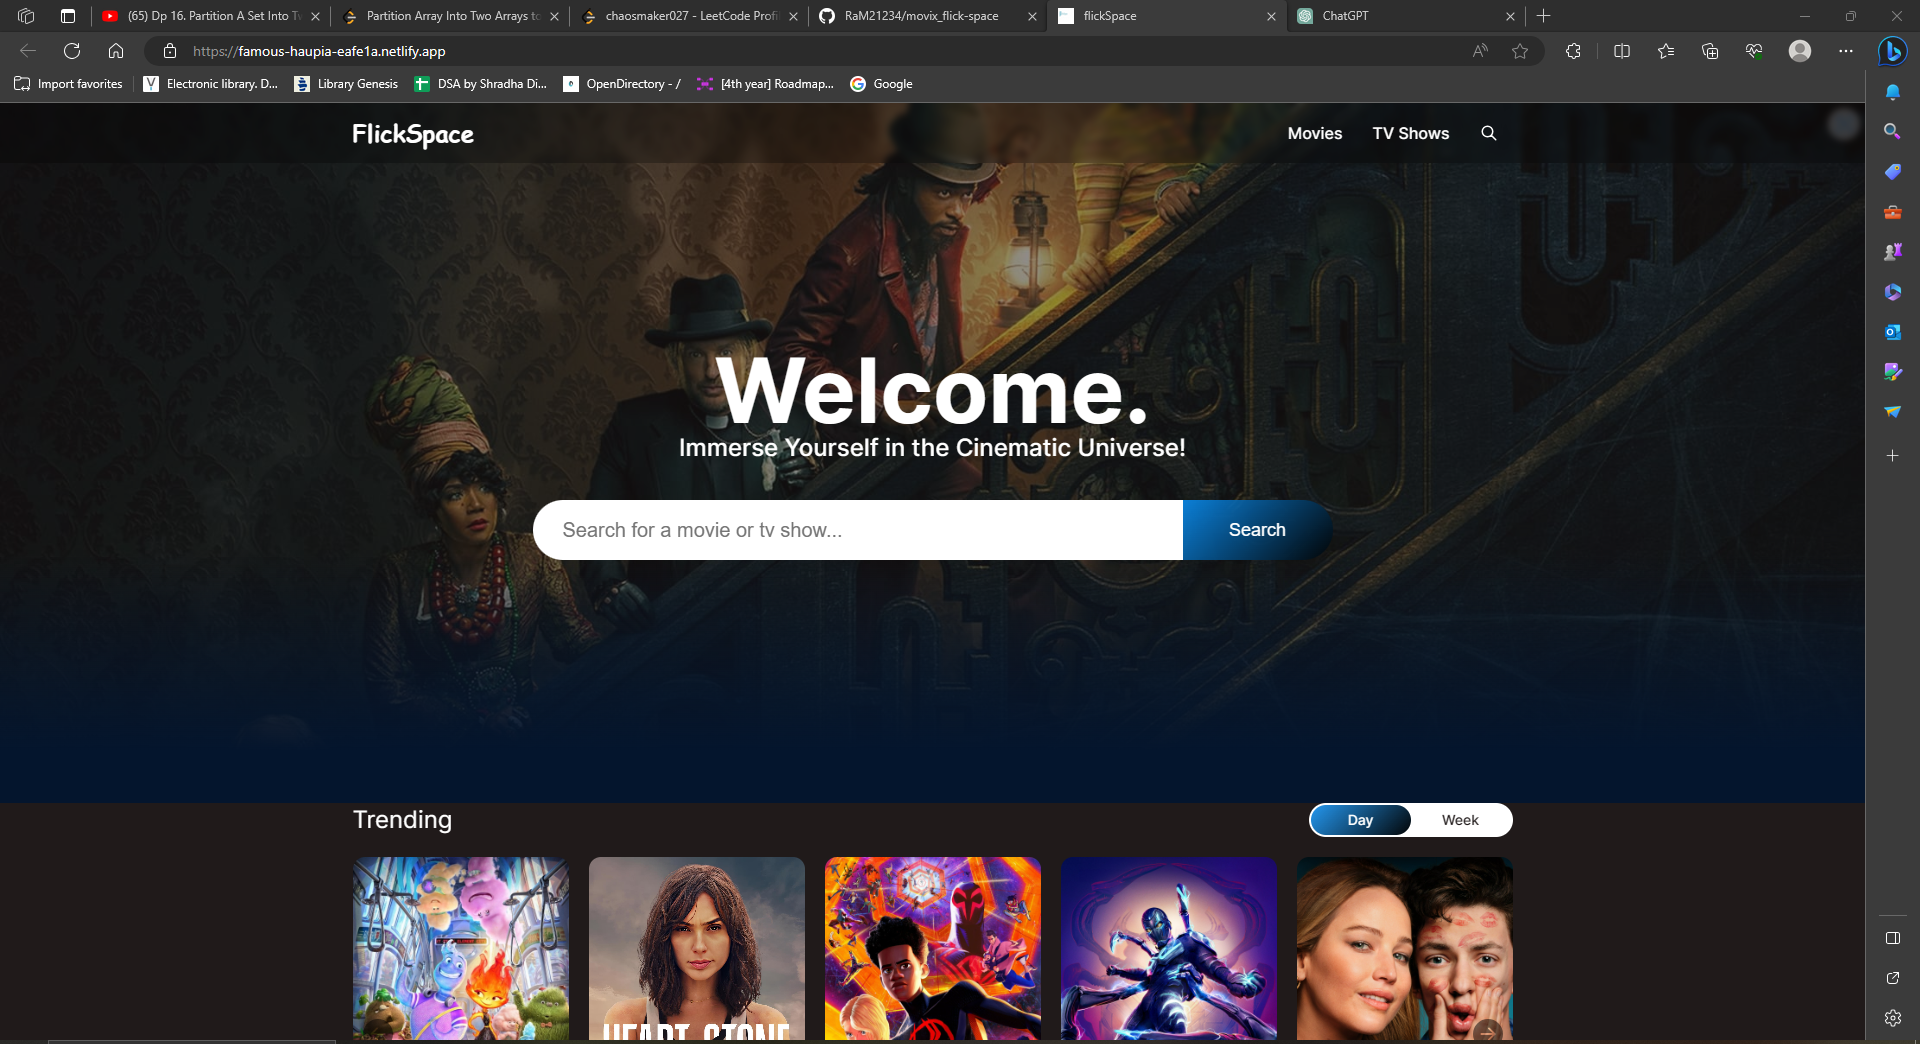 (65) Dp 16. Partition A Set Into Tw
Partition Array Into Two Arrays to
chaosmaker027 - LeetCode Profil
RaM21234/movix_flick-space
flickSpace
ChatGPT
https://famous-haupia-eafe1a.netlify.app
Import favorites
Electronic library. D...
Library Genesis
DSA by Shradha Di...
OpenDirectory - /
[4th year] Roadmap...
Google
FlickSpace
Movies
TV Shows
Welcome.
Immerse Yourself in the Cinematic Universe!
Search for a movie or tv show...
Search
Trending
Day
Week
HEART STONE